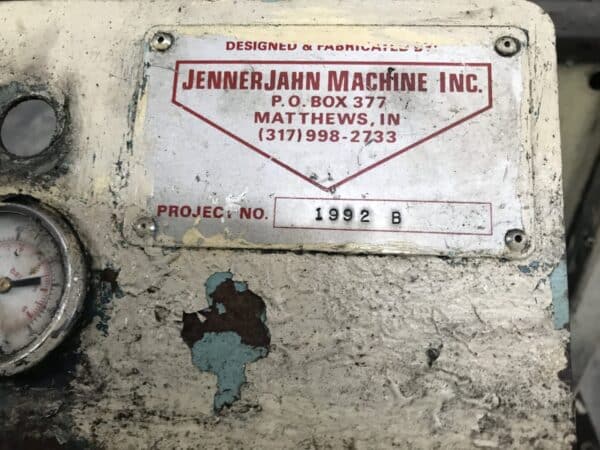 DESIGNED & FABRICATED BY:
JENNERJAHN MACHINE INC.
P.O. BOX 377
MATTHEWS, IN
(317) 998-2733
PROJECT NO. 1992 B